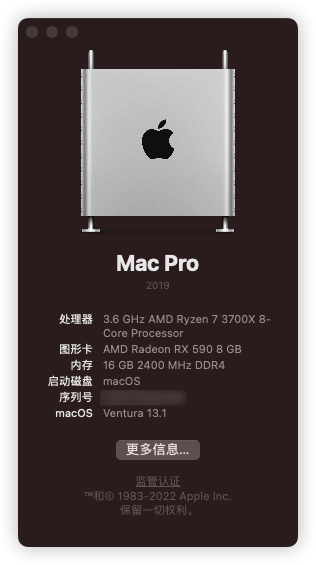 Mac Pro
2019
处理器 3.6 GHz AMD Ryzen 7 3700X 8-
Core Processor
图形卡 AMD Radeon RX 590 8 GB
内存 16 GB 2400 MHz DDR4
启动磁盘 macOS
序列号
macOS Ventura 13.1
更多信息...
监管认证
™和© 1983-2022 Apple Inc.
保留一切权利。